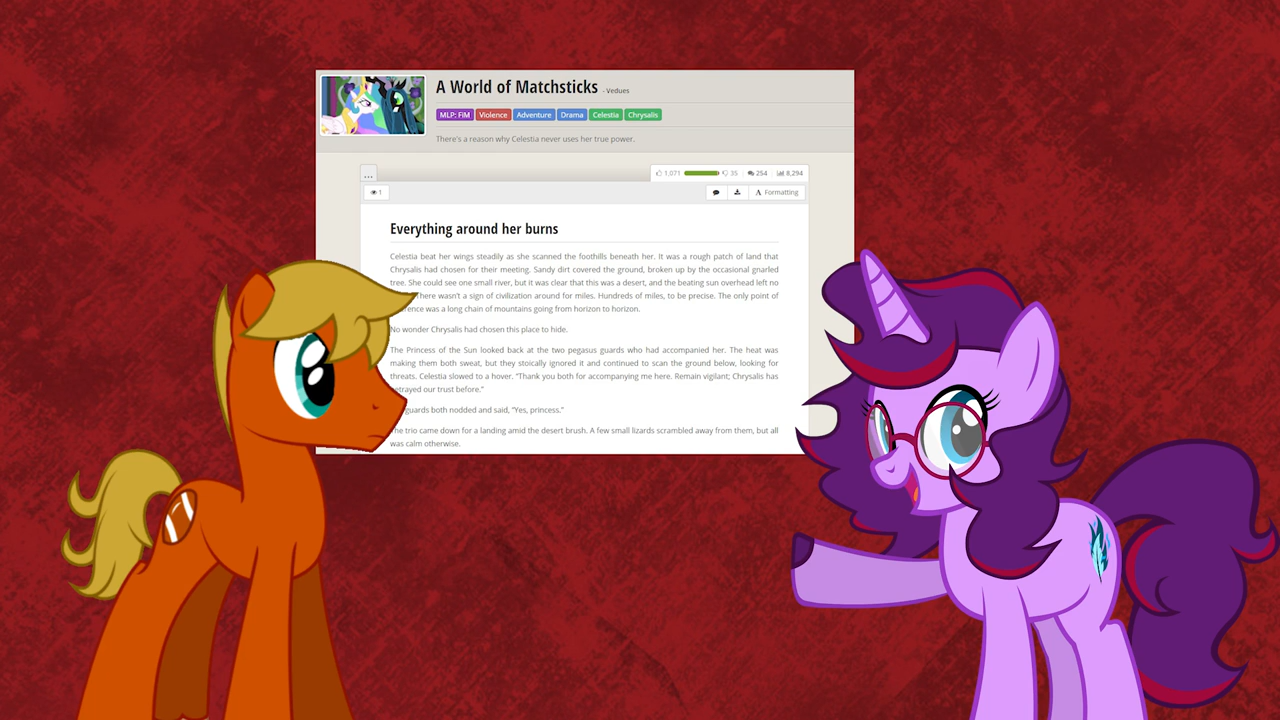 A World of Matchsticks - Vedues
MLP: FiM Violence Adventure Drama Celestia Chrysalis
There's a reason why Celestia never uses her true power.
...
1,071 35 254 8,294
1 A Formatting
Everything around her burns
Celestia beat her wings steadily as she scanned the foothills beneath her. It was a rough patch of land that
Chrysalis had chosen for their meeting. Sandy dirt covered the ground, broken up by the occasional gnarled
tree. She could see one small river, but it was clear that this was a desert, and the beating sun overhead left no
here wasn't a sign of civilization around for miles. Hundreds of miles, to be precise. The only point of
erence was a long chain of mountains going from horizon to horizon.
No wonder Chrysalis had chosen this place to hide.
The Princess of the Sun looked back at the two pegasus guards who had accompanied her. The heat was
making them both sweat, but they stoically ignored it and continued to scan the ground below, looking for
threats. Celestia slowed to a hover. “Thank you both for accompanying me here. Remain vigilant; Chrysalis has
etrayed our trust before.”
guards both nodded and said, “Yes, princess.”
The trio came down for a landing amid the desert brush. A few small lizards scrambled away from them, but all
was calm otherwise.